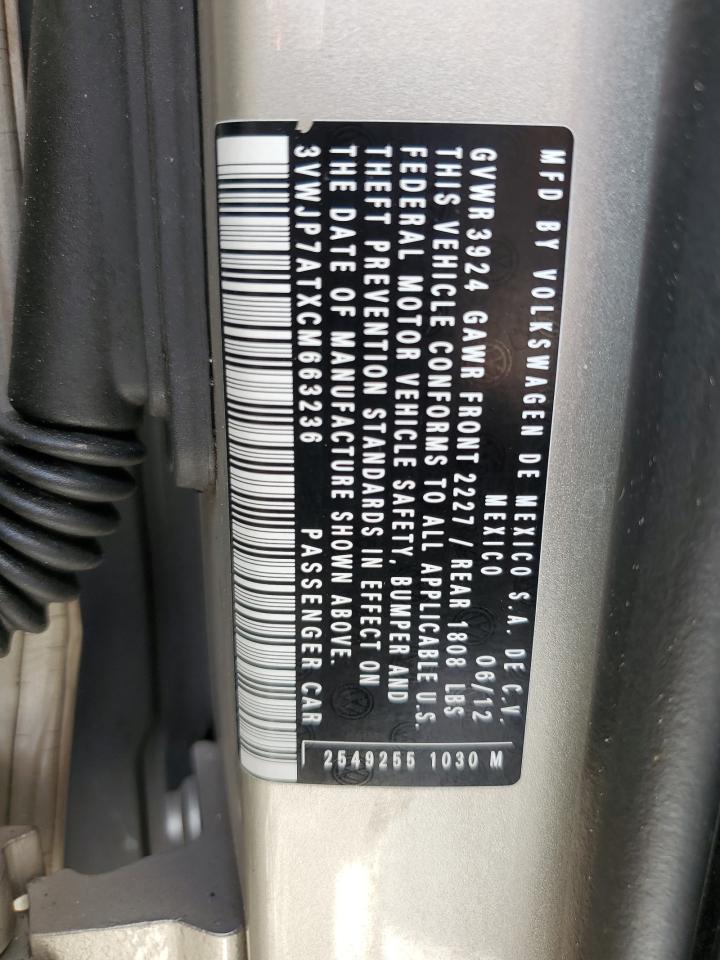 MFD BY VOLKSWAGEN DE MEXICO S.A. DE C.V.
MEXICO 06/12
GVWR 3924 GAWR FRONT 2227 / REAR 1808 LBS
THIS VEHICLE CONFORMS TO ALL APPLICABLE U.S.
FEDERAL MOTOR VEHICLE SAFETY, BUMPER AND
THEFT PREVENTION STANDARDS IN EFFECT ON
THE DATE OF MANUFACTURE SHOWN ABOVE.
3VWJP7ATXCM663236 PASSENGER CAR
2549255 1030 M